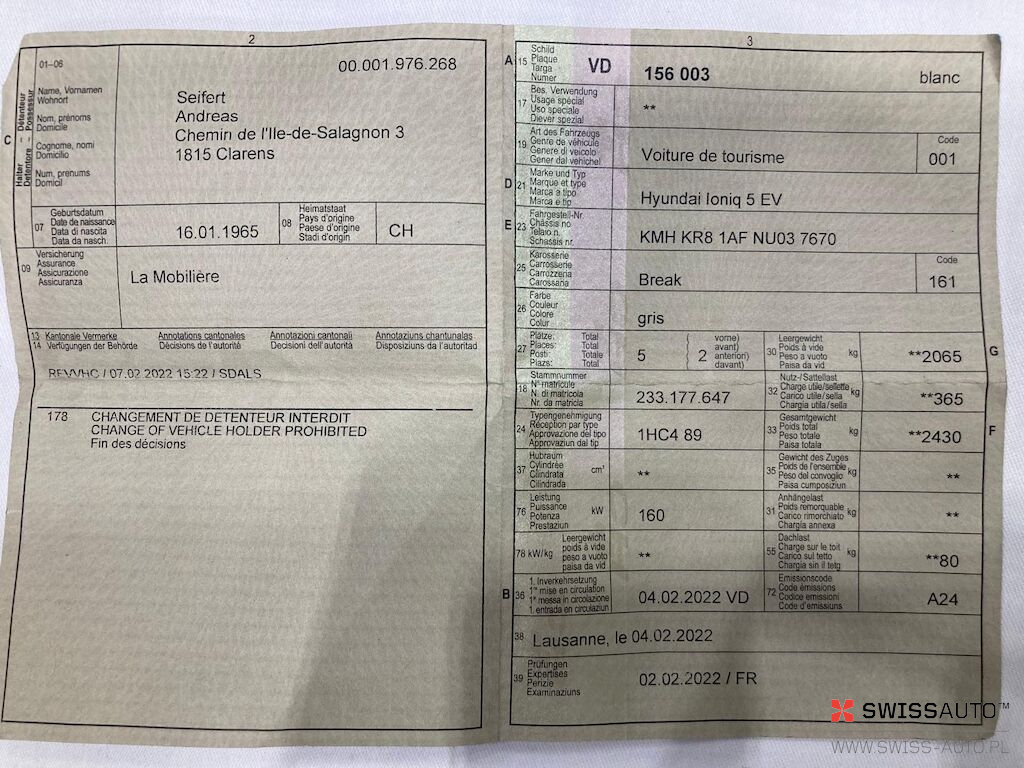 2
01–06
00.001.976.268
Halter – Détenteur
Detentore – Possessur
C
Name, Vornamen
Wohnort
Nom, prénoms
Domicile
Cognome, nomi
Domicilio
Num, prenums
Domicil
Seifert
Andreas
Chemin de l'Ile-de-Salagnon 3
1815 Clarens
07
Geburtsdatum
Date de naissance
Data di nascita
Data da nasch.
16.01.1965
08
Heimatstaat
Pays d'origine
Paese d'origine
Stadi d'origin
CH
09
Versicherung
Assurance
Assicurazione
Assicuranza
La Mobilière
13 Kantonale Vermerke Annotations cantonales Annotazioni cantonali Annotaziuns chantunalas
14 Verfügungen der Behörde Décisions de l'autorité Decisioni dell'autorità Disposiziuns da l'autoritad
REWHC / 07.02.2022 15:22 / SDALS
178 CHANGEMENT DE DETENTEUR INTERDIT
CHANGE OF VEHICLE HOLDER PROHIBITED
Fin des décisions
3
A 15
Schild
Plaque
Targa
Numer
VD 156 003 blanc
17
Bes. Verwendung
Usage spécial
Uso speciale
Diever spezial
**
19
Art des Fahrzeugs
Genre de véhicule
Genere di veicolo
Gener dal vehichel
Voiture de tourisme
Code
001
D 21
Marke und Typ
Marque et type
Marca e tipo
Marca e tip
Hyundai Ioniq 5 EV
E 23
Fahrgestell-Nr.
Châssis no
Telaio n.
Schassis nr.
KMH KR8 1AF NU03 7670
25
Karosserie
Carrosserie
Carrozzeria
Carossaria
Break
Code
161
26
Farbe
Couleur
Colore
Colur
gris
27
Plätze: Total
Places: Total
Posti: Totale
Plazs: Total
5
vorne)
avant)
( 2 anteriori)
davant)
30
Leergewicht
Poids à vide
Peso a vuoto
Paisa da vid
kg
**2065
G
18
Stammnummer
N° matricule
N. di matricola
Nr. da matricla
233.177.647
32
Nutz-/Sattellast
Charge utile/sellette
Carico utile/sella
Chargia utila/sella
kg
**365
24
Typengenehmigung
Réception par type
Approvazione del tipo
Approvaziun dal tip
1HC4 89
33
Gesamtgewicht
Poids total
Peso totale
Paisa totala
kg
**2430
F
37
Hubraum
Cylindrée
Cilindrata
Cilindrada
cm³
**
35
Gewicht des Zuges
Poids de l'ensemble
Peso del convoglio
Paisa cumposiziun
kg
**
76
Leistung
Puissance
Potenza
Prestaziun
kW
160
31
Anhängelast
Poids remorquable
Carico rimorchiato
Chargia annexa
kg
**
78 kW/kg
Leergewicht
poids à vide
peso a vuoto
paisa da vid
**
55
Dachlast
Charge sur le toit
Carico sul tetto
Chargia sin il tetg
kg
**80
B 36
1. Inverkehrsetzung
1re mise en circulation
1a messa in circolazione
1. entrada en circulaziun
04.02.2022 VD
72
Emissionscode
Code émissions
Codice emissioni
Code d'emissiuns
A24
38 Lausanne, le 04.02.2022
39
Prüfungen
Expertises
Perizie
Examinaziuns
02.02.2022 / FR
SWISSAUTO™
WWW.SWISS-AUTO.PL